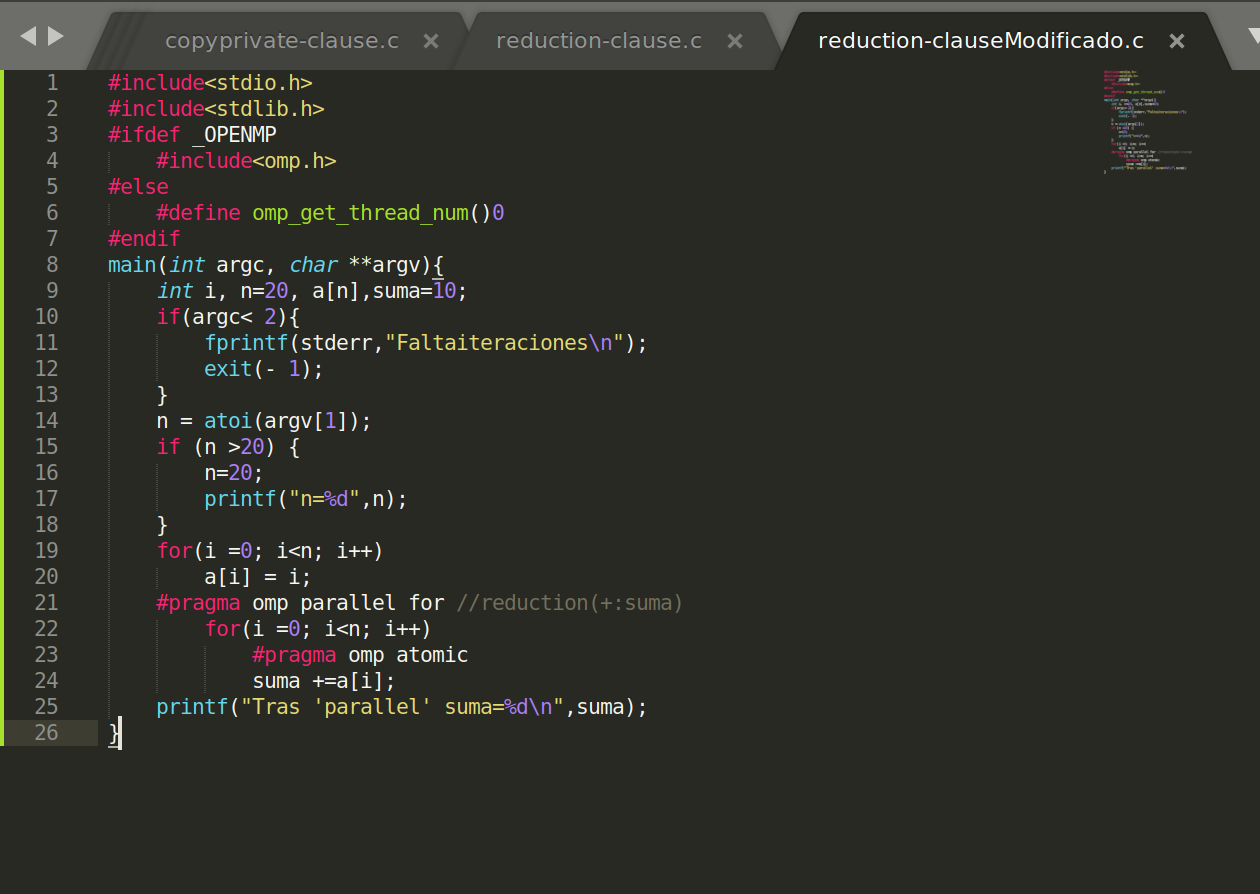 copyprivate-clause.c × reduction-clause.c × reduction-clauseModificado.c ×
1 #include<stdio.h>
2 #include<stdlib.h>
3 #ifdef _OPENMP
4     #include<omp.h>
5 #else
6     #define omp_get_thread_num()0
7 #endif
8 main(int argc, char **argv){
9     int i, n=20, a[n],suma=10;
10     if(argc< 2){
11         fprintf(stderr,"Faltaiteraciones\n");
12         exit(- 1);
13     }
14     n = atoi(argv[1]);
15     if (n >20) {
16         n=20;
17         printf("n=%d",n);
18     }
19     for(i =0; i<n; i++)
20         a[i] = i;
21     #pragma omp parallel for //reduction(+:suma)
22         for(i =0; i<n; i++)
23             #pragma omp atomic
24             suma +=a[i];
25     printf("Tras 'parallel' suma=%d\n",suma);
26 }